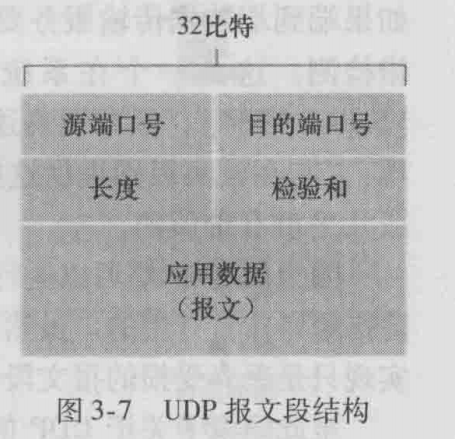 32比特
源端口号 目的端口号
长度 检验和
应用数据
（报文）
图 3-7 UDP 报文段结构